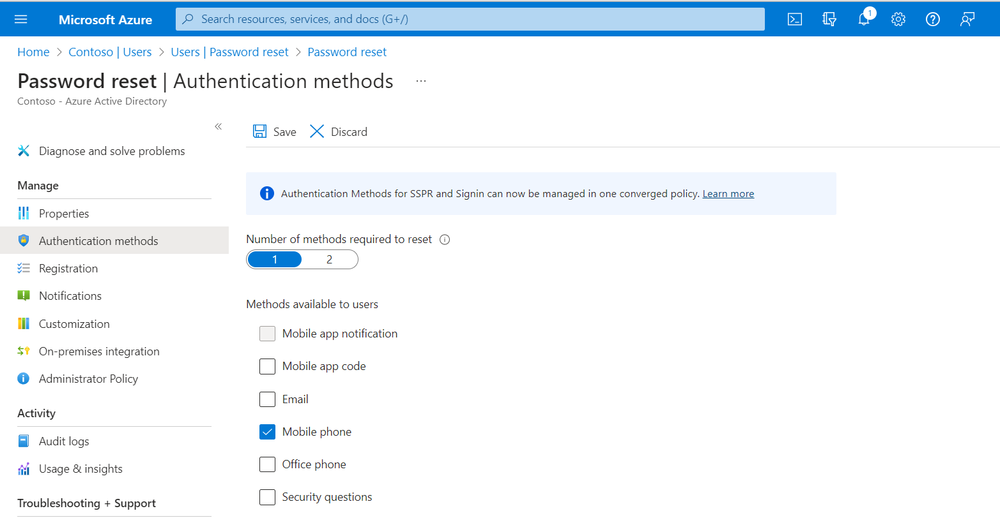 Microsoft Azure
Search resources, services, and docs (G+/)
1
Home > Contoso | Users > Users | Password reset > Password reset
Password reset | Authentication methods ...
Contoso - Azure Active Directory
«
Save
Discard
Diagnose and solve problems
Manage
Properties
Authentication methods
Registration
Notifications
Customization
On-premises integration
Administrator Policy
Activity
Audit logs
Usage & insights
Troubleshooting + Support
Authentication Methods for SSPR and Signin can now be managed in one converged policy. Learn more
Number of methods required to reset
1 2
Methods available to users
Mobile app notification
Mobile app code
Email
Mobile phone
Office phone
Security questions